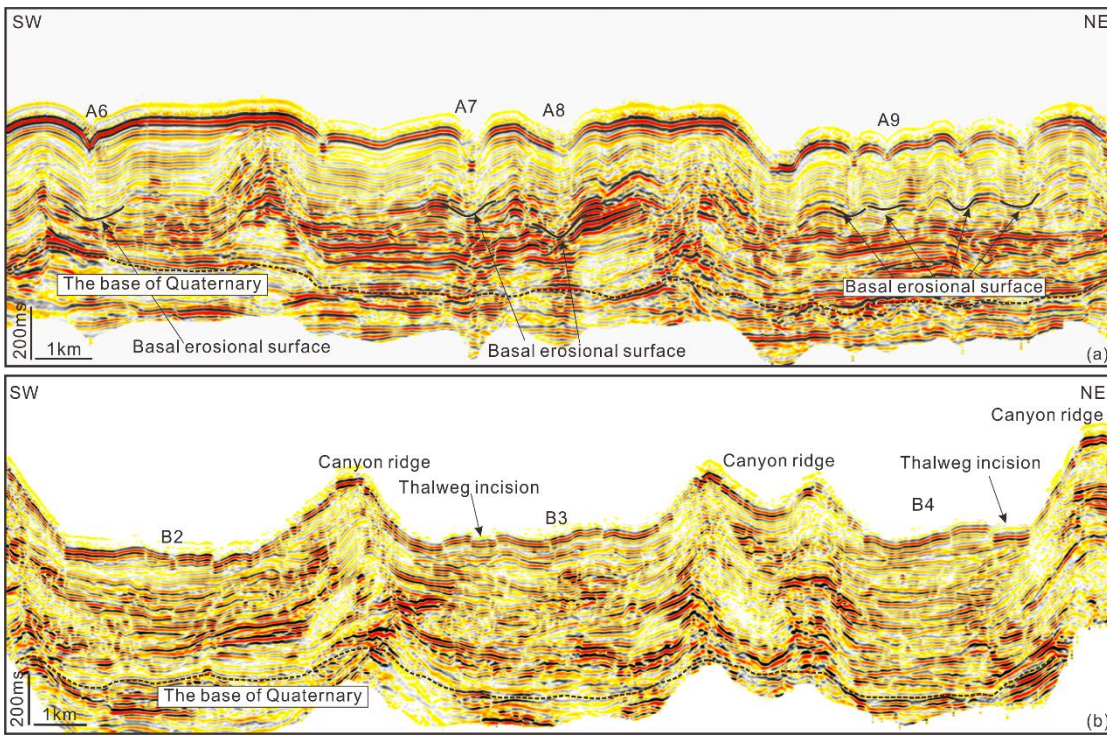 SW
NE
A6
A7
A8
A9
The base of Quaternary
Basal erosional surface
200ms
1km
Basal erosional surface
Basal erosional surface
(a)
SW
NE
Canyon ridge
Canyon ridge
Canyon ridge
Thalweg incision
Thalweg incision
B2
B3
B4
The base of Quaternary
200ms
1km
(b)